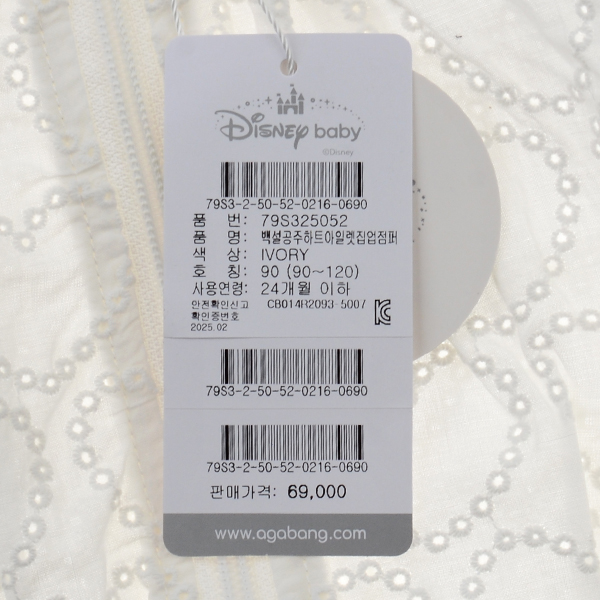 Disney baby
©Disney
79S3-2-50-52-0216-0690
품 번: 79S325052
품 명: 백설공주하트아일렛집업점퍼
색 상: IVORY
호 칭: 90 (90~120)
사용연령: 24개월 이하
안전확인신고 CB014R2093-5007
확인증번호
2025.02
79S3-2-50-52-0216-0690
79S3-2-50-52-0216-0690
판매가격: 69,000
www.agabang.com